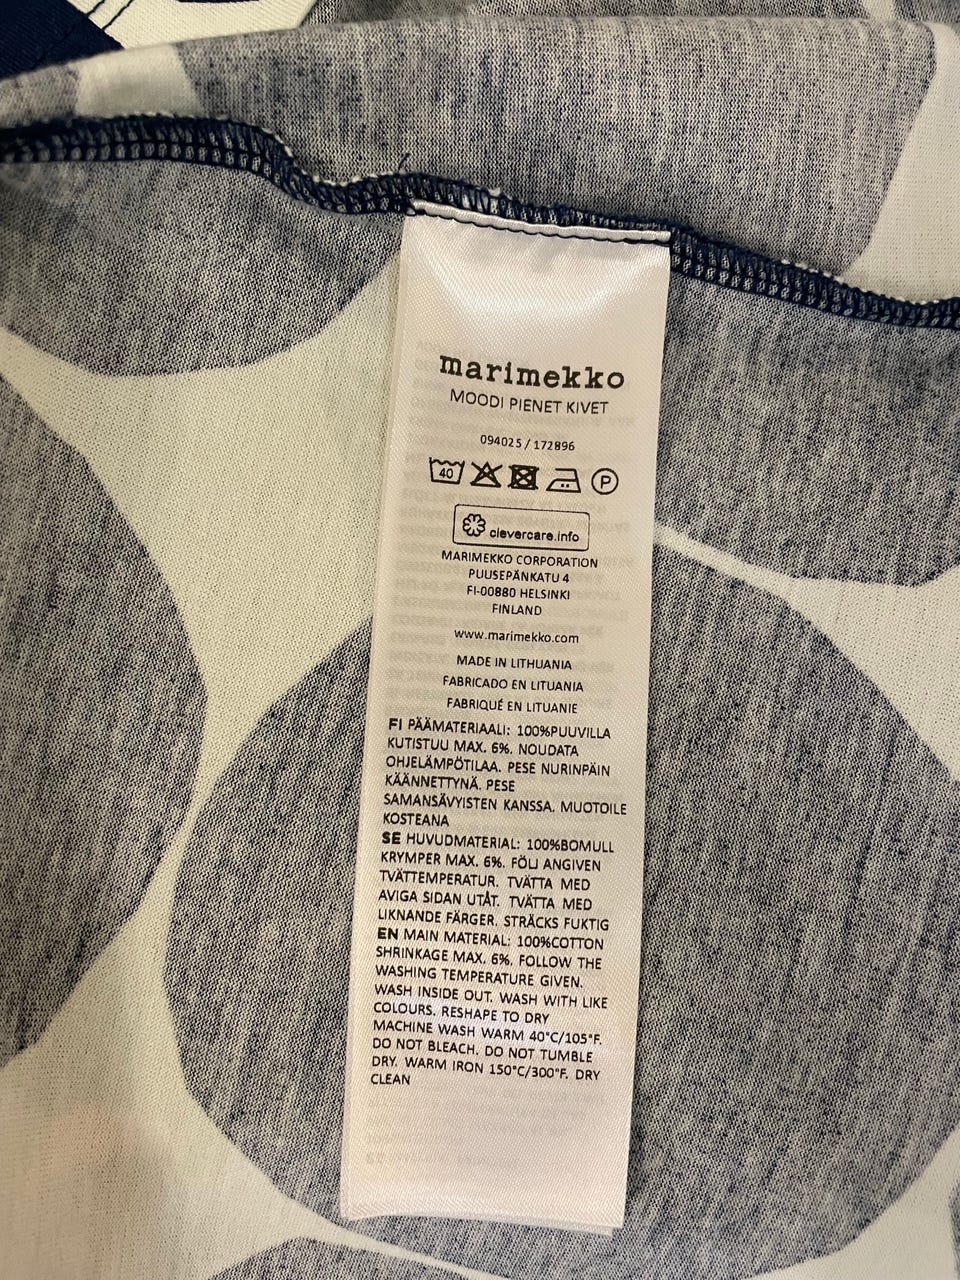 marimekko
MOODI PIENET KIVET
094025 / 172896
40 P
clevercare.info
MARIMEKKO CORPORATION
PUUSEPÄNKATU 4
FI-00880 HELSINKI
FINLAND
www.marimekko.com
MADE IN LITHUANIA
FABRICADO EN LITUANIA
FABRIQUÉ EN LITUANIE
FI PÄÄMATERIAALI: 100%PUUVILLA
KUTISTUU MAX. 6%. NOUDATA
OHJELÄMPÖTILAA. PESE NURINPÄIN
KÄÄNNETTYNÄ. PESE
SAMANSÄVYISTEN KANSSA. MUOTOILE
KOSTEANA
SE HUVUDMATERIAL: 100%BOMULL
KRYMPER MAX. 6%. FÖLJ ANGIVEN
TVÄTTEMPERATUR. TVÄTTA MED
AVIGA SIDAN UTÅT. TVÄTTA MED
LIKNANDE FÄRGER. STRÄCKS FUKTIG
EN MAIN MATERIAL: 100%COTTON
SHRINKAGE MAX. 6%. FOLLOW THE
WASHING TEMPERATURE GIVEN.
WASH INSIDE OUT. WASH WITH LIKE
COLOURS. RESHAPE TO DRY
MACHINE WASH WARM 40°C/105°F.
DO NOT BLEACH. DO NOT TUMBLE
DRY. WARM IRON 150°C/300°F. DRY
CLEAN